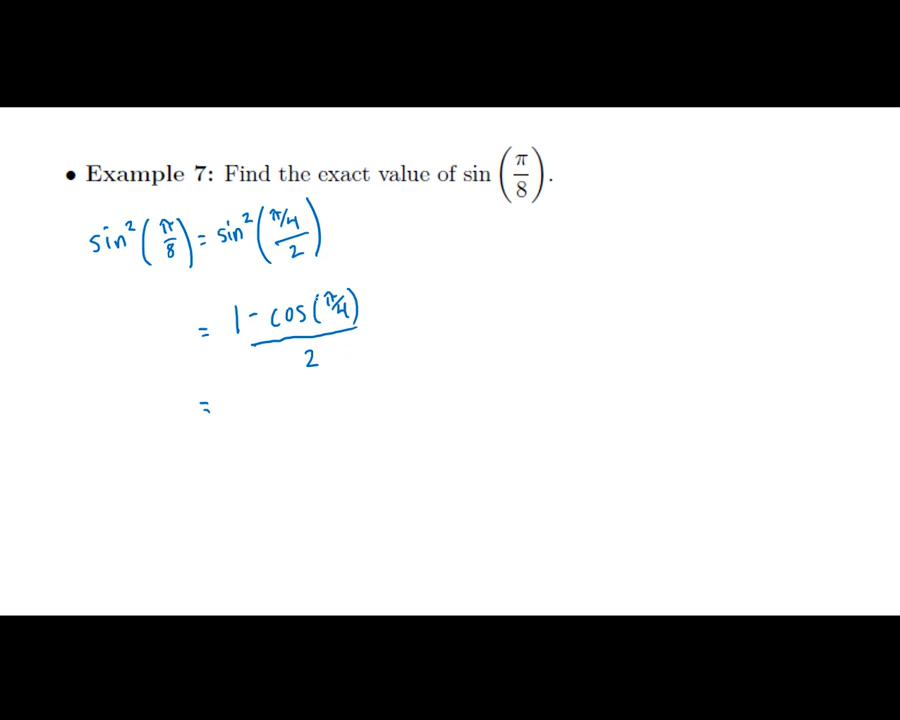 • Example 7: Find the exact value of sin(π/8).
sin²(π/8) = sin²((π/4)/2)
= (1 - cos(π/4))/2
=